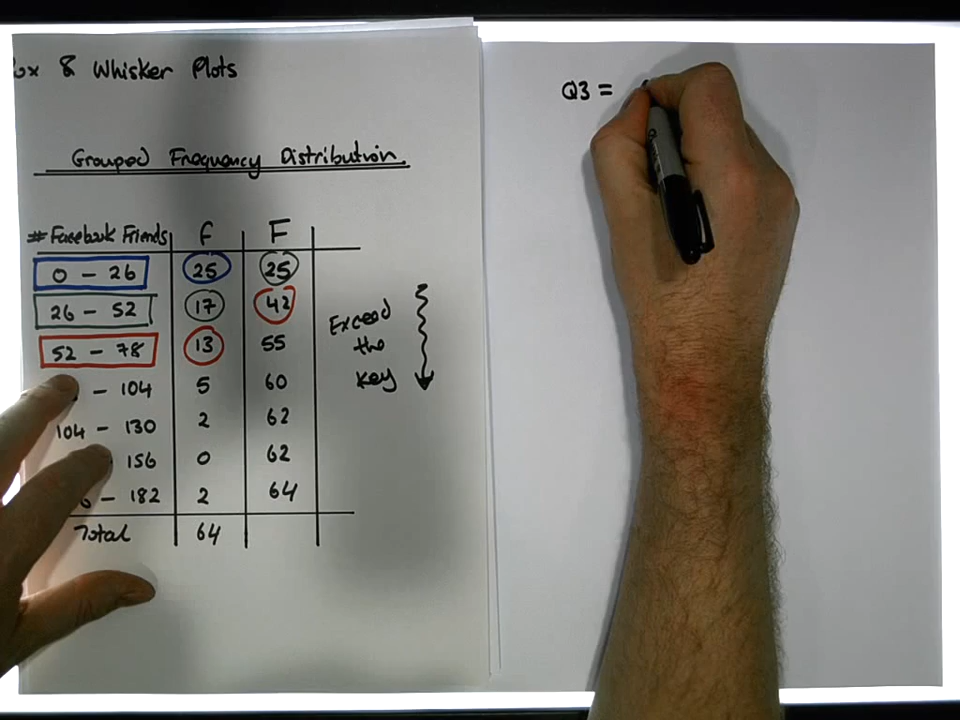 ox & Whisker Plots
Grouped Frequency Distribution
# Facebook Friends f F
0 - 26 25 25
26 - 52 17 42
52 - 78 13 55
- 104 5 60
104 - 130 2 62
156 0 62
- 182 2 64
Total 64
Exceed
the
key
Q3 =